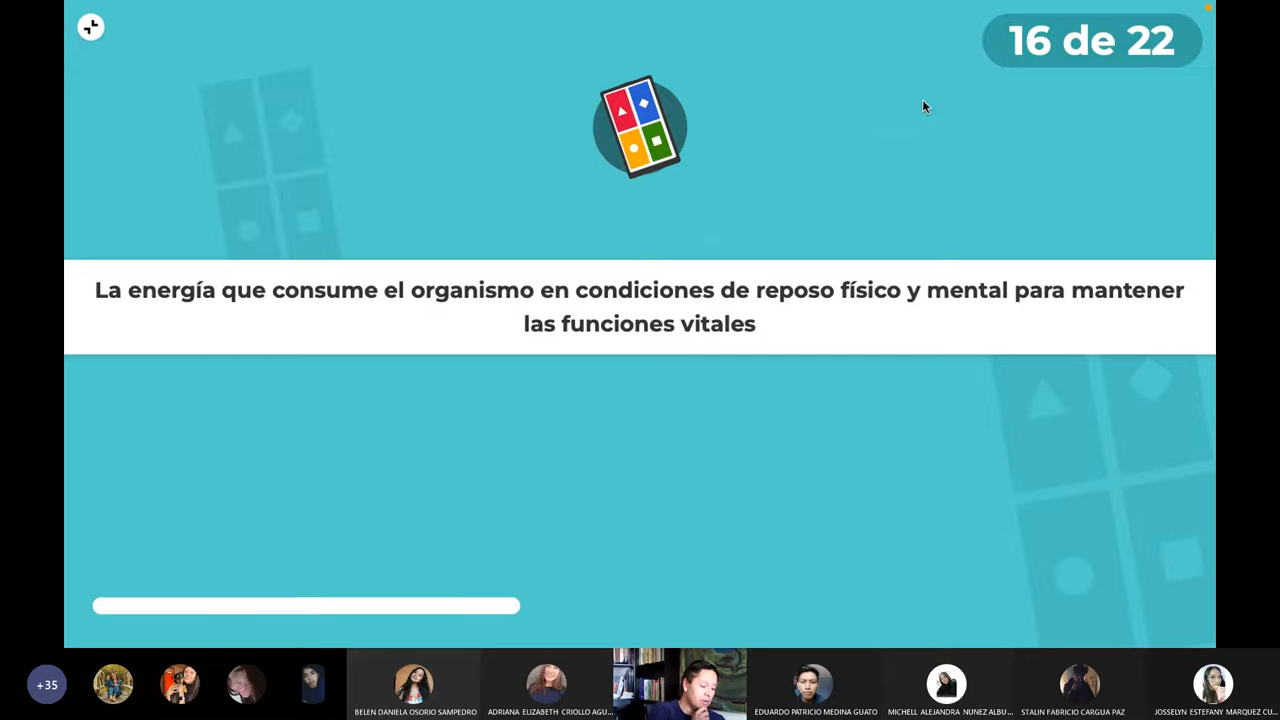 16 de 22
La energía que consume el organismo en condiciones de reposo físico y mental para mantener
las funciones vitales
+35
BELEN DANIELA OSORIO SAMPEDRO
ADRIANA ELIZABETH CRIOLLO AGU...
EDUARDO PATRICIO MEDINA GUATO
MICHELL ALEJANDRA NUNEZ ALBU...
STALIN FABRICIO CARGUA PAZ
JOSSELYN ESTEFANY MARQUEZ CU...